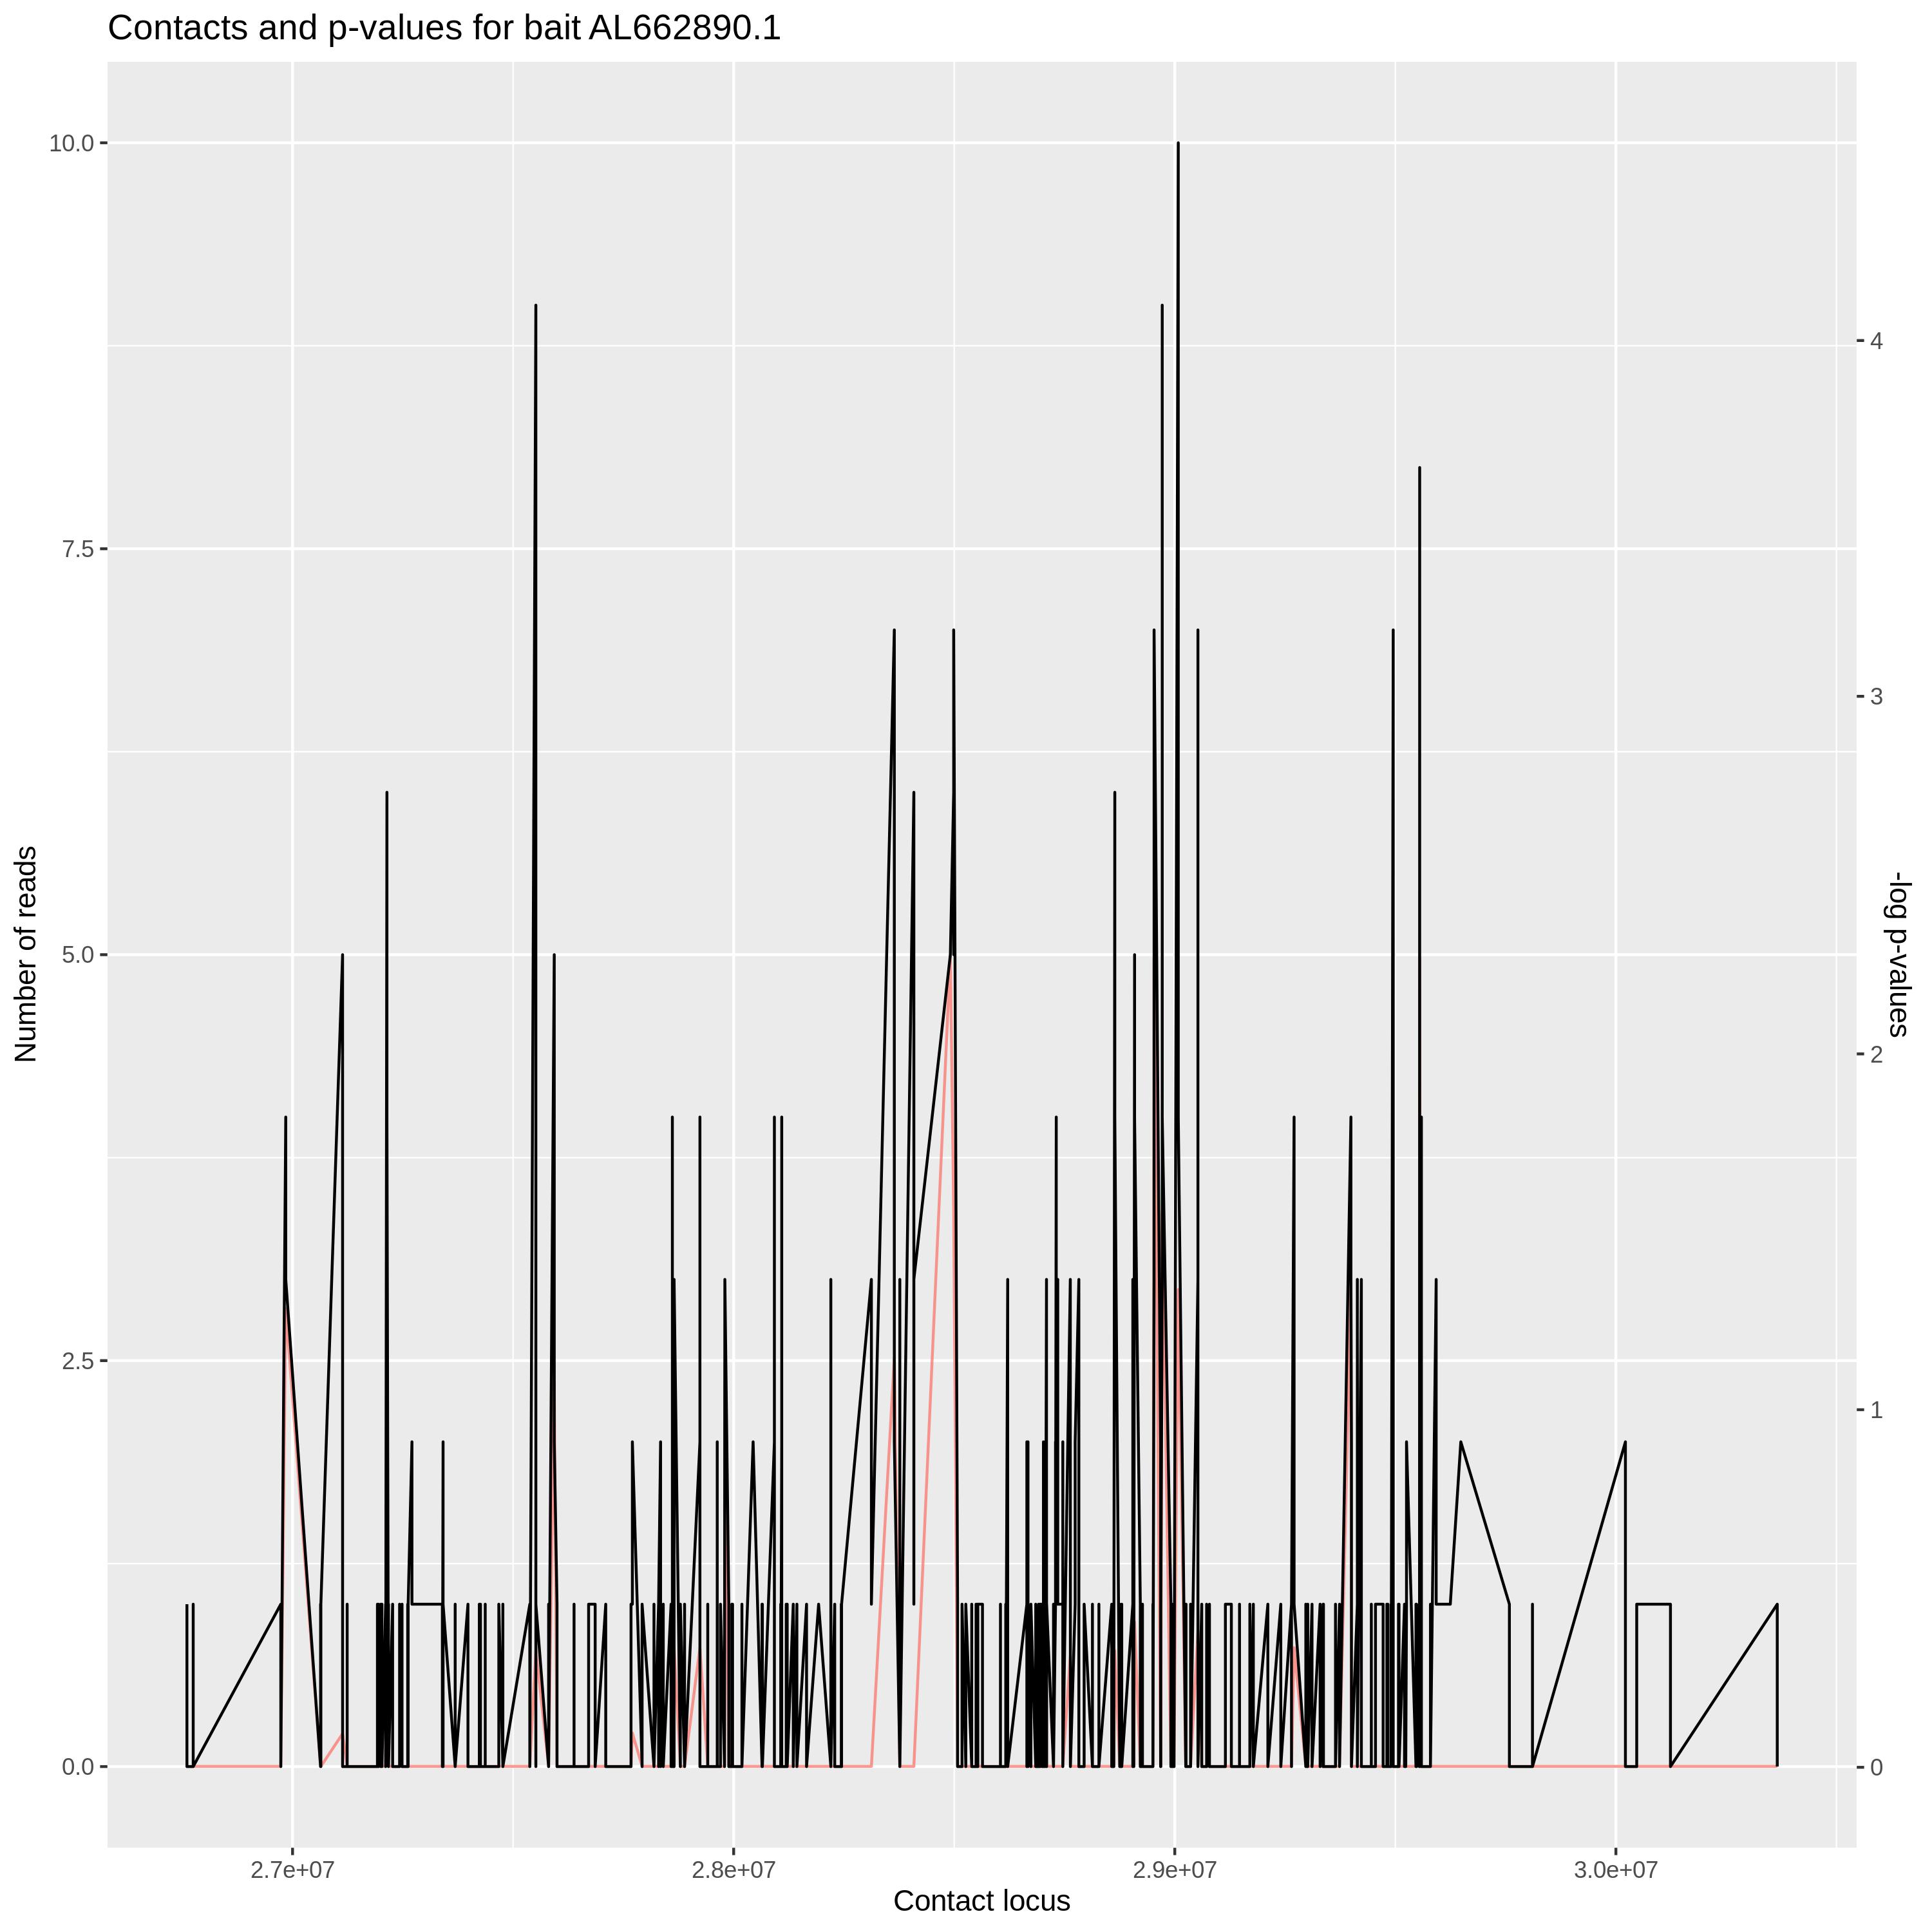 Contacts and p-values for bait AL662890.1
10.0
7.5
5.0
2.5
0.0
Number of reads
4
3
2
1
0
-log p-values
2.7e+07 2.8e+07 2.9e+07 3.0e+07
Contact locus